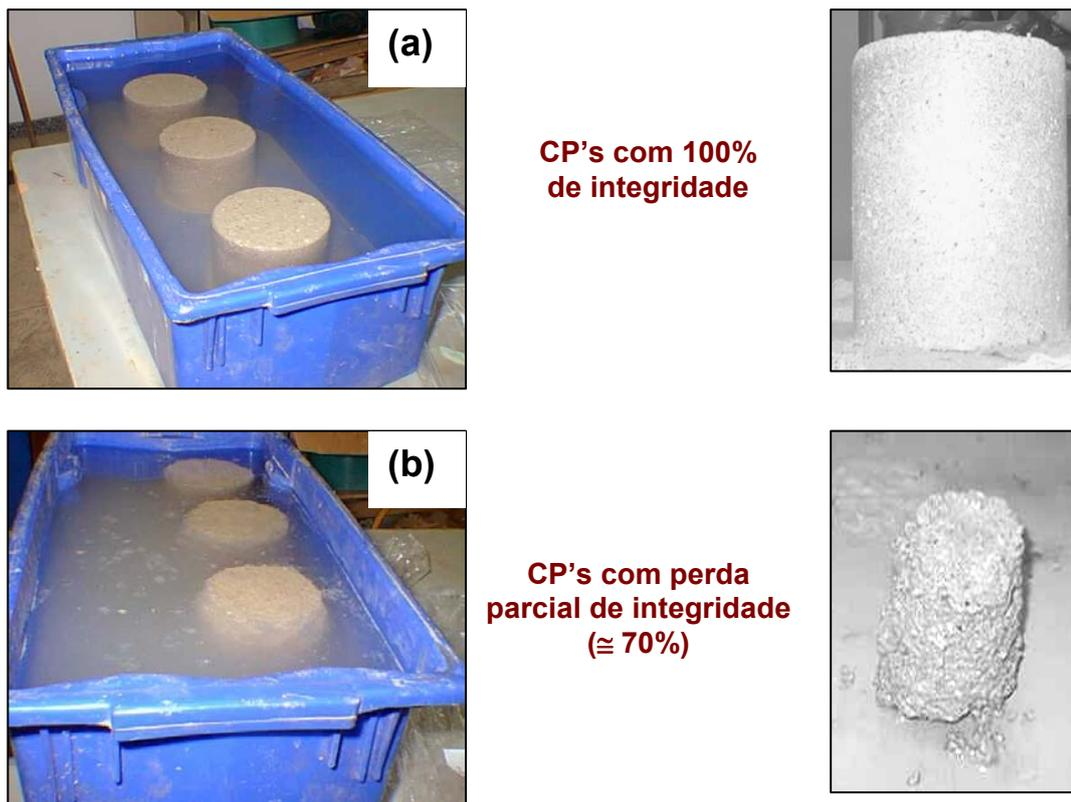 (a)
CP's com 100%
de integridade
(b)
CP's com perda
parcial de integridade
(≅ 70%)